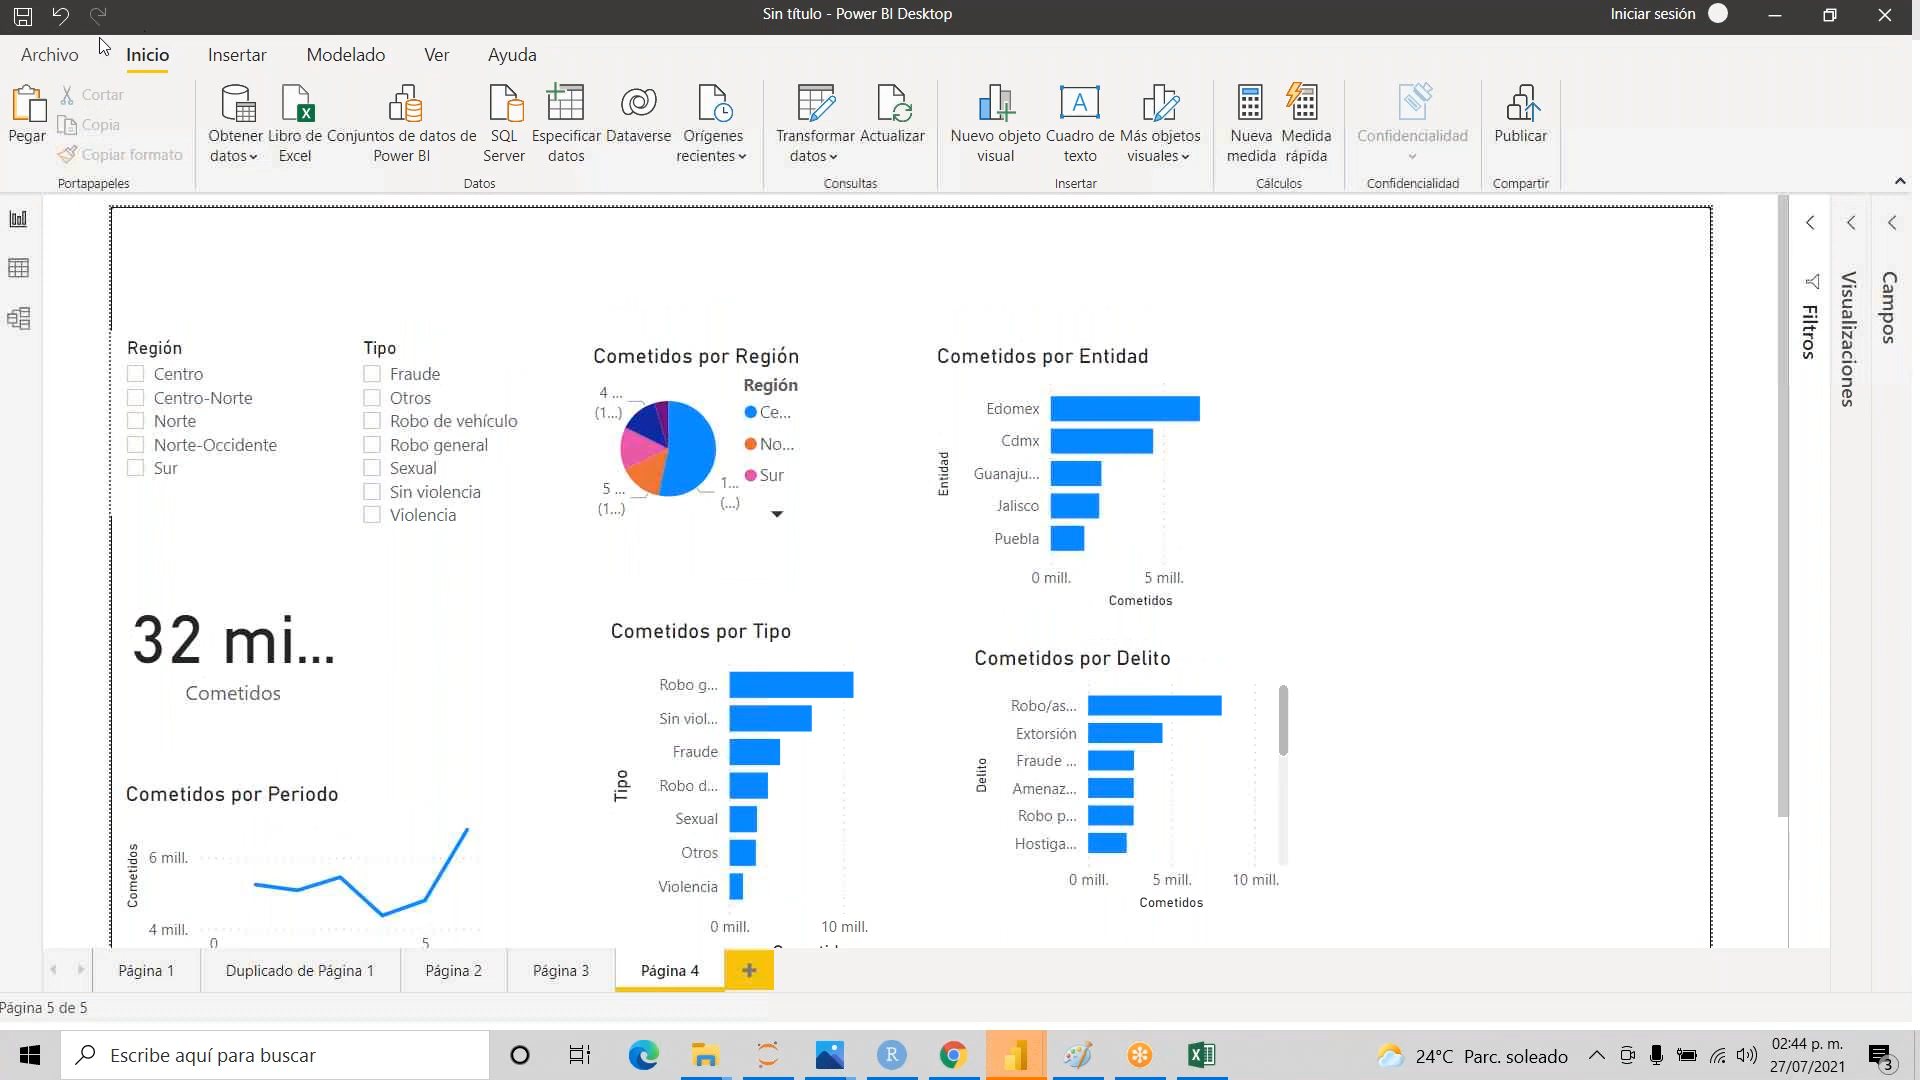 Sin título - Power BI Desktop
Iniciar sesión
Archivo
Inicio
Insertar
Modelado
Ver
Ayuda
Pegar
Cortar
Copia
Copiar formato
Portapapeles
Obtener datos
Libro de Excel
Conjuntos de datos de Power BI
SQL Server
Especificar datos
Dataverse
Orígenes recientes
Datos
Transformar datos
Actualizar
Consultas
Nuevo objeto visual
Cuadro de texto
Más objetos visuales
Insertar
Nueva medida
Medida rápida
Cálculos
Confidencialidad
Confidencialidad
Publicar
Compartir
Filtros
Visualizaciones
Campos
Región
Centro
Centro-Norte
Norte
Norte-Occidente
Sur
Tipo
Fraude
Otros
Robo de vehículo
Robo general
Sexual
Sin violencia
Violencia
Cometidos por Región
4 ...
(1...)
5 ...
(1...)
1...
(...)
Región
Ce...
No...
Sur
Cometidos por Entidad
Entidad
Edomex
Cdmx
Guanaju...
Jalisco
Puebla
0 mill.
5 mill.
Cometidos
32 mi...
Cometidos
Cometidos por Tipo
Tipo
Robo g...
Sin viol...
Fraude
Robo d...
Sexual
Otros
Violencia
0 mill.
10 mill.
Cometidos por Delito
Delito
Robo/as...
Extorsión
Fraude ...
Amenaz...
Robo p...
Hostiga...
0 mill.
5 mill.
10 mill.
Cometidos
Cometidos por Periodo
Cometidos
6 mill.
4 mill.
0
5
Página 1
Duplicado de Página 1
Página 2
Página 3
Página 4
Página 5 de 5
Escribe aquí para buscar
R
24°C Parc. soleado
02:44 p. m.
27/07/2021
3